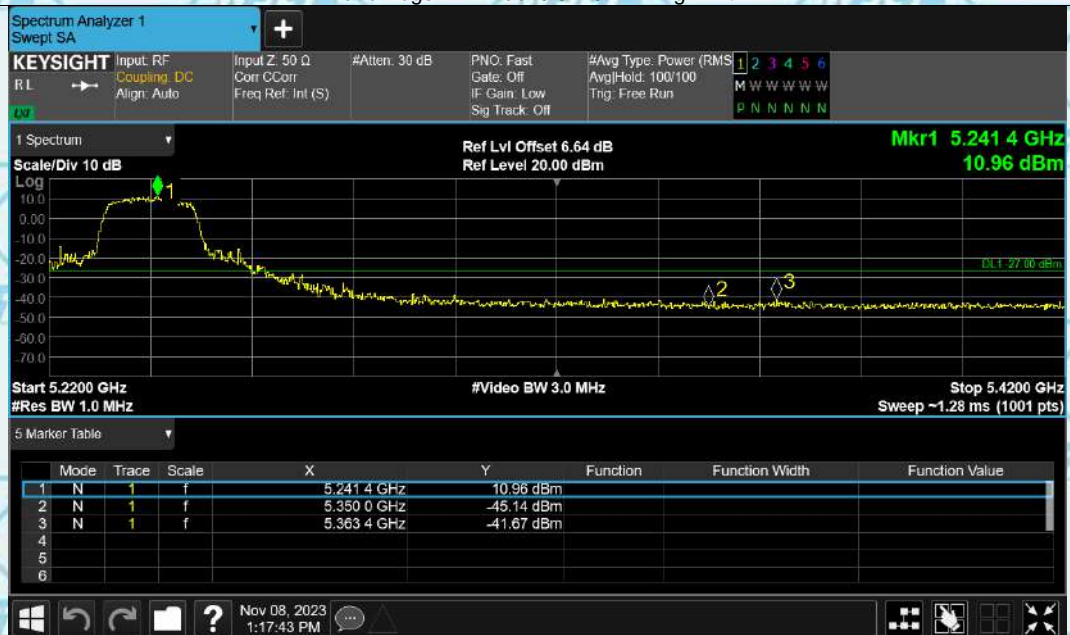 Spectrum Analyzer 1
Swept SA
+
KEYSIGHT Input: RF Input Z: 50 Ω #Atten: 30 dB PNO: Fast #Avg Type: Power (RMS 1 2 3 4 5 6
RL Coupling: DC Corr CCorr Gate: Off Avg|Hold: 100/100 M W W W W W
Align: Auto Freq Ref: Int (S) IF Gain: Low Trig: Free Run
LXI Sig Track: Off P N N N N N
1 Spectrum Ref Lvl Offset 6.64 dB Mkr1 5.241 4 GHz
Scale/Div 10 dB Ref Level 20.00 dBm 10.96 dBm
Log
10.0
0.00
-10.0
-20.0
DL1 -27.00 dBm
-30.0
-40.0
-50.0
-60.0
-70.0
1
2
3
Start 5.2200 GHz #Video BW 3.0 MHz Stop 5.4200 GHz
#Res BW 1.0 MHz Sweep ~1.28 ms (1001 pts)
5 Marker Table
Mode Trace Scale X Y Function Function Width Function Value
1 N 1 f 5.241 4 GHz 10.96 dBm
2 N 1 f 5.350 0 GHz -45.14 dBm
3 N 1 f 5.363 4 GHz -41.67 dBm
4
5
6
? Nov 08, 2023
1:17:43 PM